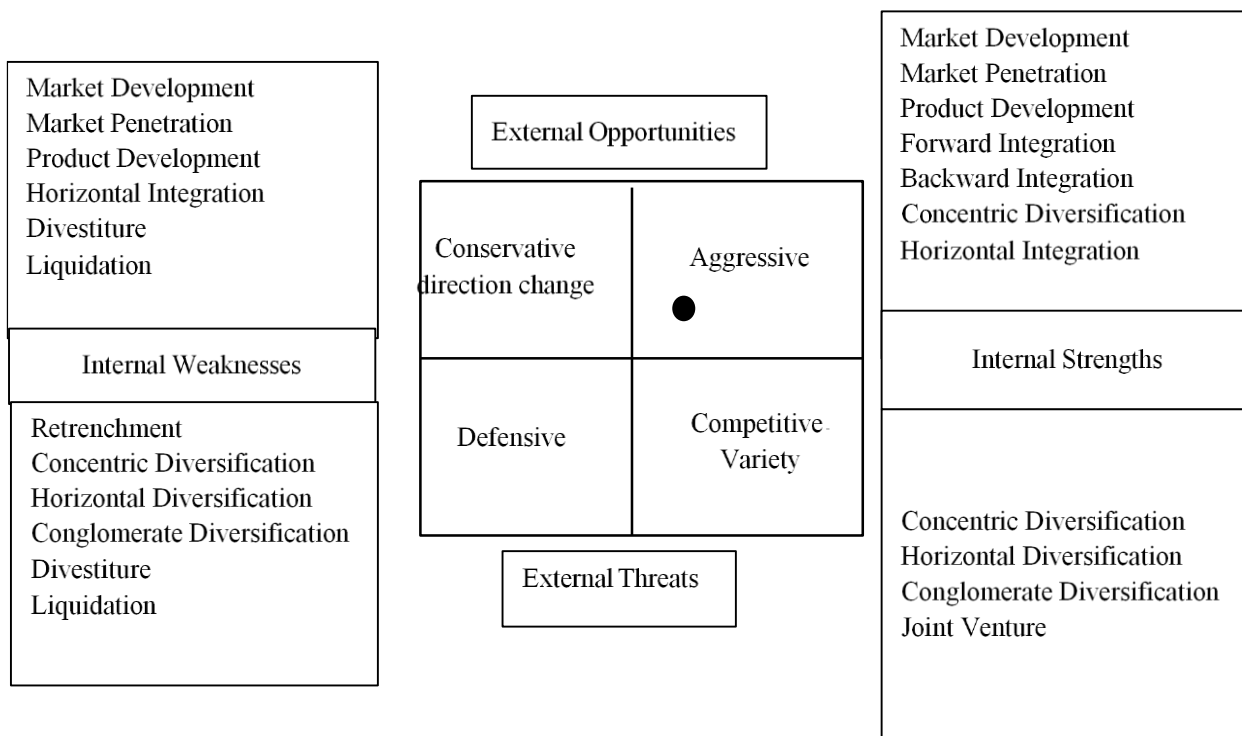 Market Development
Market Penetration
Product Development
Horizontal Integration
Divestiture
Liquidation
Internal Weaknesses
Retrenchment
Concentric Diversification
Horizontal Diversification
Conglomerate Diversification
Divestiture
Liquidation
External Opportunities
Conservative
direction change
Aggressive
Defensive
Competitive
Variety
External Threats
Market Development
Market Penetration
Product Development
Forward Integration
Backward Integration
Concentric Diversification
Horizontal Integration
Internal Strengths
Concentric Diversification
Horizontal Diversification
Conglomerate Diversification
Joint Venture